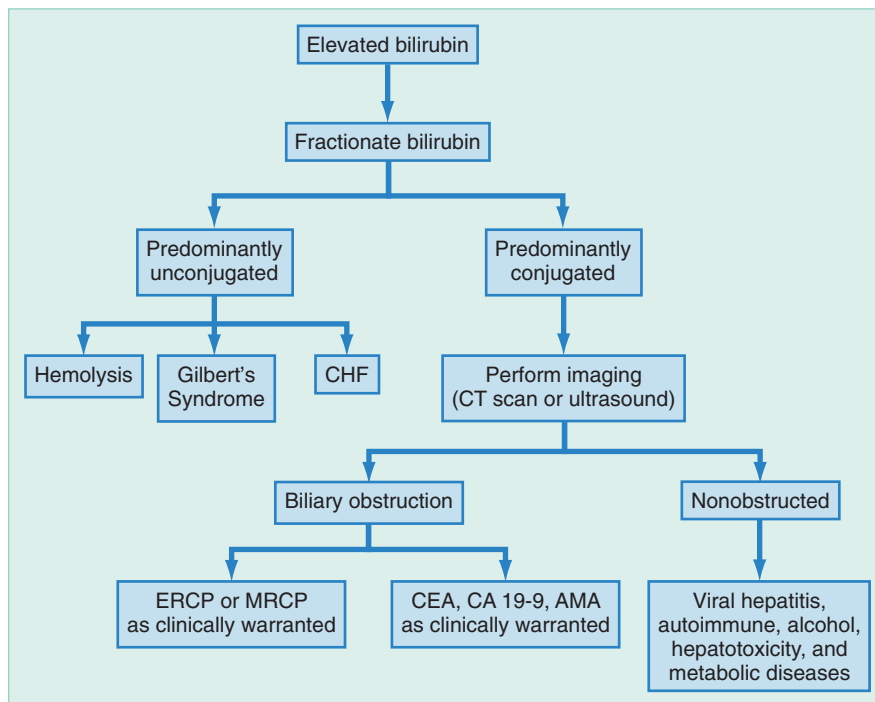 Elevated bilirubin
Fractionate bilirubin
Predominantly
unconjugated
Predominantly
conjugated
Hemolysis
Gilbert's
Syndrome
CHF
Perform imaging
(CT scan or ultrasound)
Biliary obstruction
Nonobstructed
ERCP or MRCP
as clinically warranted
CEA, CA 19-9, AMA
as clinically warranted
Viral hepatitis,
autoimmune, alcohol,
hepatotoxicity, and
metabolic diseases